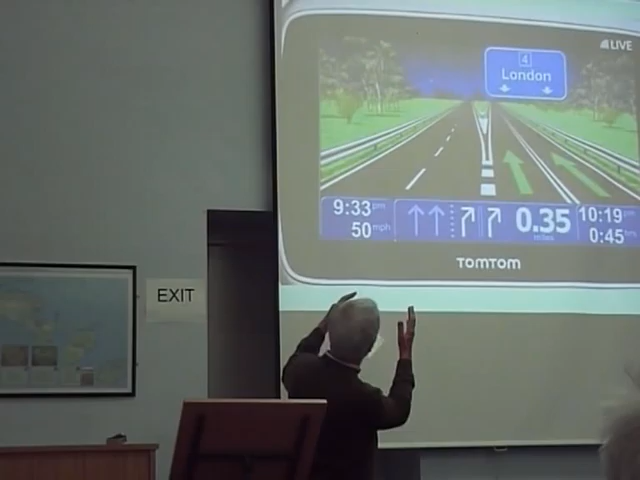 LIVE
4
London
9:33 pm
50 mph
0.35
miles
10:19 pm
0:45 hrs
TOMTOM
EXIT